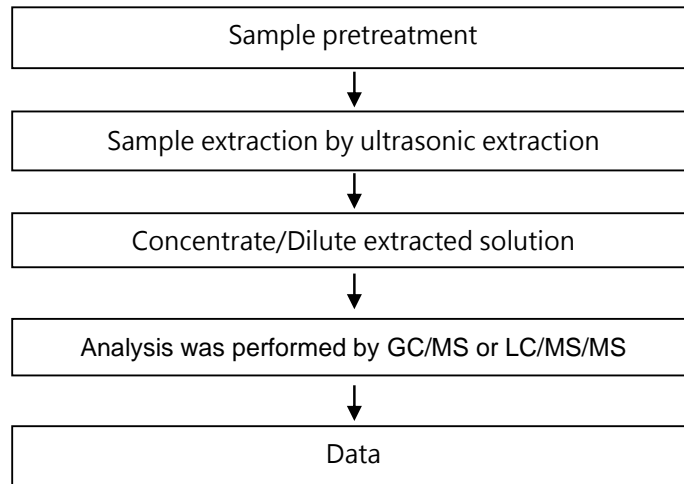 Sample pretreatment
Sample extraction by ultrasonic extraction
Concentrate/Dilute extracted solution
Analysis was performed by GC/MS or LC/MS/MS
Data